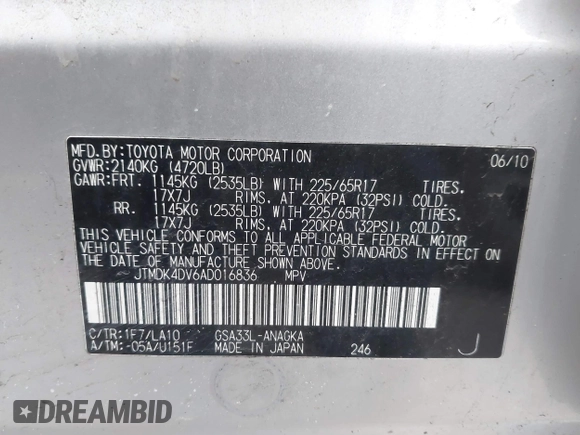 MFD.BY:TOYOTA MOTOR CORPORATION 06/10
GVWR:2140KG (4720LB)
GAWR:FRT. 1145KG (2535LB) WITH 225/65R17 TIRES.
17X7J RIMS. AT 220KPA (32PSI) COLD.
RR. 1145KG (2535LB) WITH 225/65R17 TIRES.
17X7J RIMS. AT 220KPA (32PSI) COLD.
THIS VEHICLE CONFORMS TO ALL APPLICABLE FEDERAL MOTOR
VEHICLE SAFETY AND THEFT PREVENTION STANDARDS IN EFFECT ON
THE DATE OF MANUFACTURE SHOWN ABOVE.
JTMDK4DV6AD016836 MPV
C/TR:1F7/LA10 GSA33L-ANAGKA
A/TM:-05A/U151F MADE IN JAPAN 246 J
DREAMBID